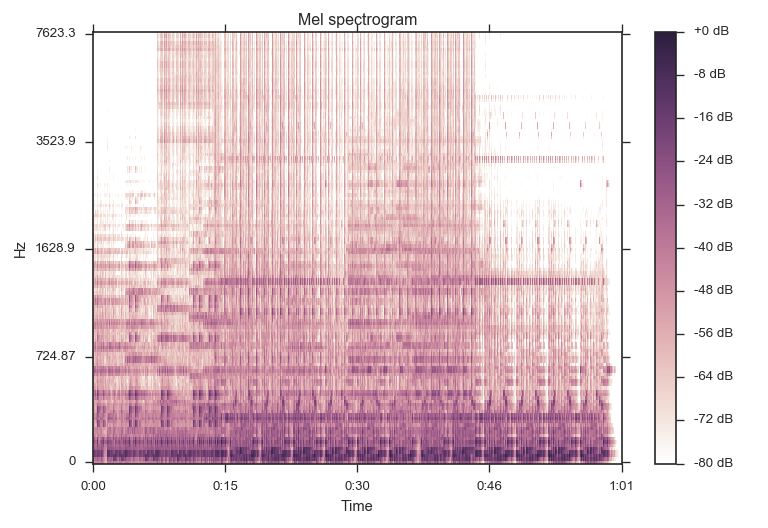 Mel spectrogram
7623.3
3523.9
1628.9
724.87
0
Hz
0:00
0:15
0:30
0:46
1:01
Time
+0 dB
-8 dB
-16 dB
-24 dB
-32 dB
-40 dB
-48 dB
-56 dB
-64 dB
-72 dB
-80 dB